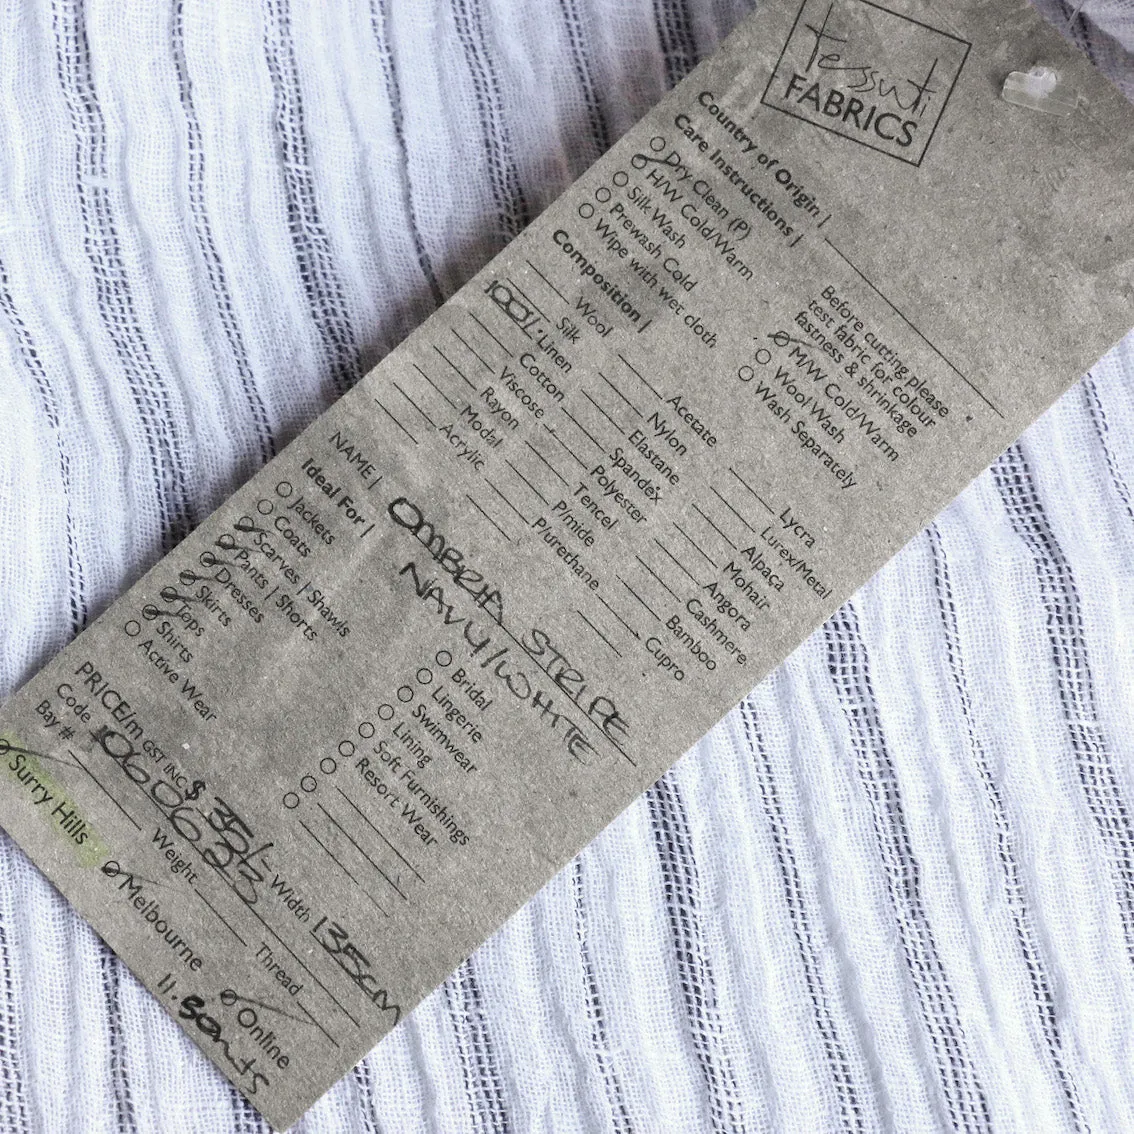 tessuti
FABRICS
Country of Origin |
Care Instructions |
Dry Clean (P)
H/W Cold/Warm
Silk Wash
Prewash Cold
Wipe with wet cloth
Before cutting please
test fabric for colour
fastness & shrinkage
M/W Cold/Warm
Wool Wash
Wash Separately
Composition |
Wool
Silk
100% Linen
Cotton
Viscose
Rayon
Modal
Acrylic
Acetate
Nylon
Elastane
Spandex
Polyester
Tencel
P/mide
P/urethane
Lycra
Lurex/Metal
Alpaca
Mohair
Angora
Cashmere
Bamboo
Cupro
NAME | OMBRIA STRIPE
NAVY/WHITE
Ideal For |
Jackets
Coats
Scarves | Shawls
Pants | Shorts
Dresses
Skirts
Tops
Shirts
Active Wear
Bridal
Lingerie
Swimwear
Lining
Soft Furnishings
Resort Wear
PRICE/m GST INC $ 35/- Width 135cm
Code
Bay # Weight Thread
Surry Hills Melbourne Online